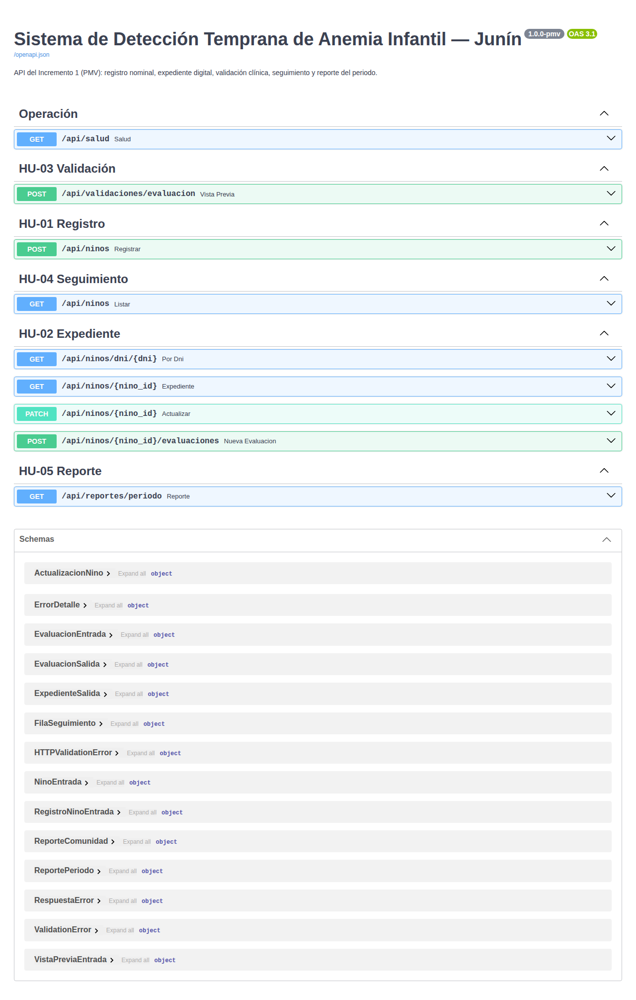 Sistema de Detección Temprana de Anemia Infantil — Junín 1.0.0-pmv OAS 3.1
/openapi.json
API del Incremento 1 (PMV): registro nominal, expediente digital, validación clínica, seguimiento y reporte del periodo.
Operación
GET /api/salud Salud
HU-03 Validación
POST /api/validaciones/evaluacion Vista Previa
HU-01 Registro
POST /api/ninos Registrar
HU-04 Seguimiento
GET /api/ninos Listar
HU-02 Expediente
GET /api/ninos/dni/{dni} Por Dni
GET /api/ninos/{nino_id} Expediente
PATCH /api/ninos/{nino_id} Actualizar
POST /api/ninos/{nino_id}/evaluaciones Nueva Evaluacion
HU-05 Reporte
GET /api/reportes/periodo Reporte
Schemas
ActualizacionNino Expand all object
ErrorDetalle Expand all object
EvaluacionEntrada Expand all object
EvaluacionSalida Expand all object
ExpedienteSalida Expand all object
FilaSeguimiento Expand all object
HTTPValidationError Expand all object
NinoEntrada Expand all object
RegistroNinoEntrada Expand all object
ReporteComunidad Expand all object
ReportePeriodo Expand all object
RespuestaError Expand all object
ValidationError Expand all object
VistaPreviaEntrada Expand all object